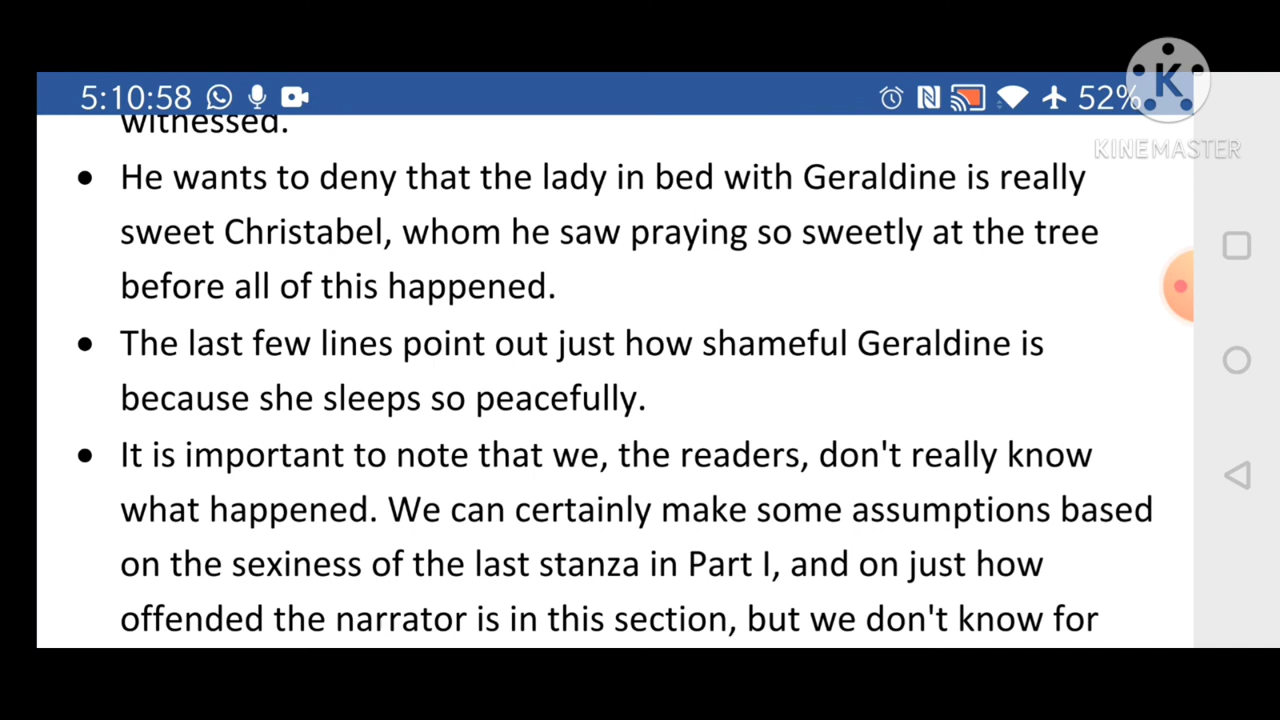 5:10:58
52%
K
KINEMASTER
witnessed.
• He wants to deny that the lady in bed with Geraldine is really
sweet Christabel, whom he saw praying so sweetly at the tree
before all of this happened.
• The last few lines point out just how shameful Geraldine is
because she sleeps so peacefully.
• It is important to note that we, the readers, don't really know
what happened. We can certainly make some assumptions based
on the sexiness of the last stanza in Part I, and on just how
offended the narrator is in this section, but we don't know for